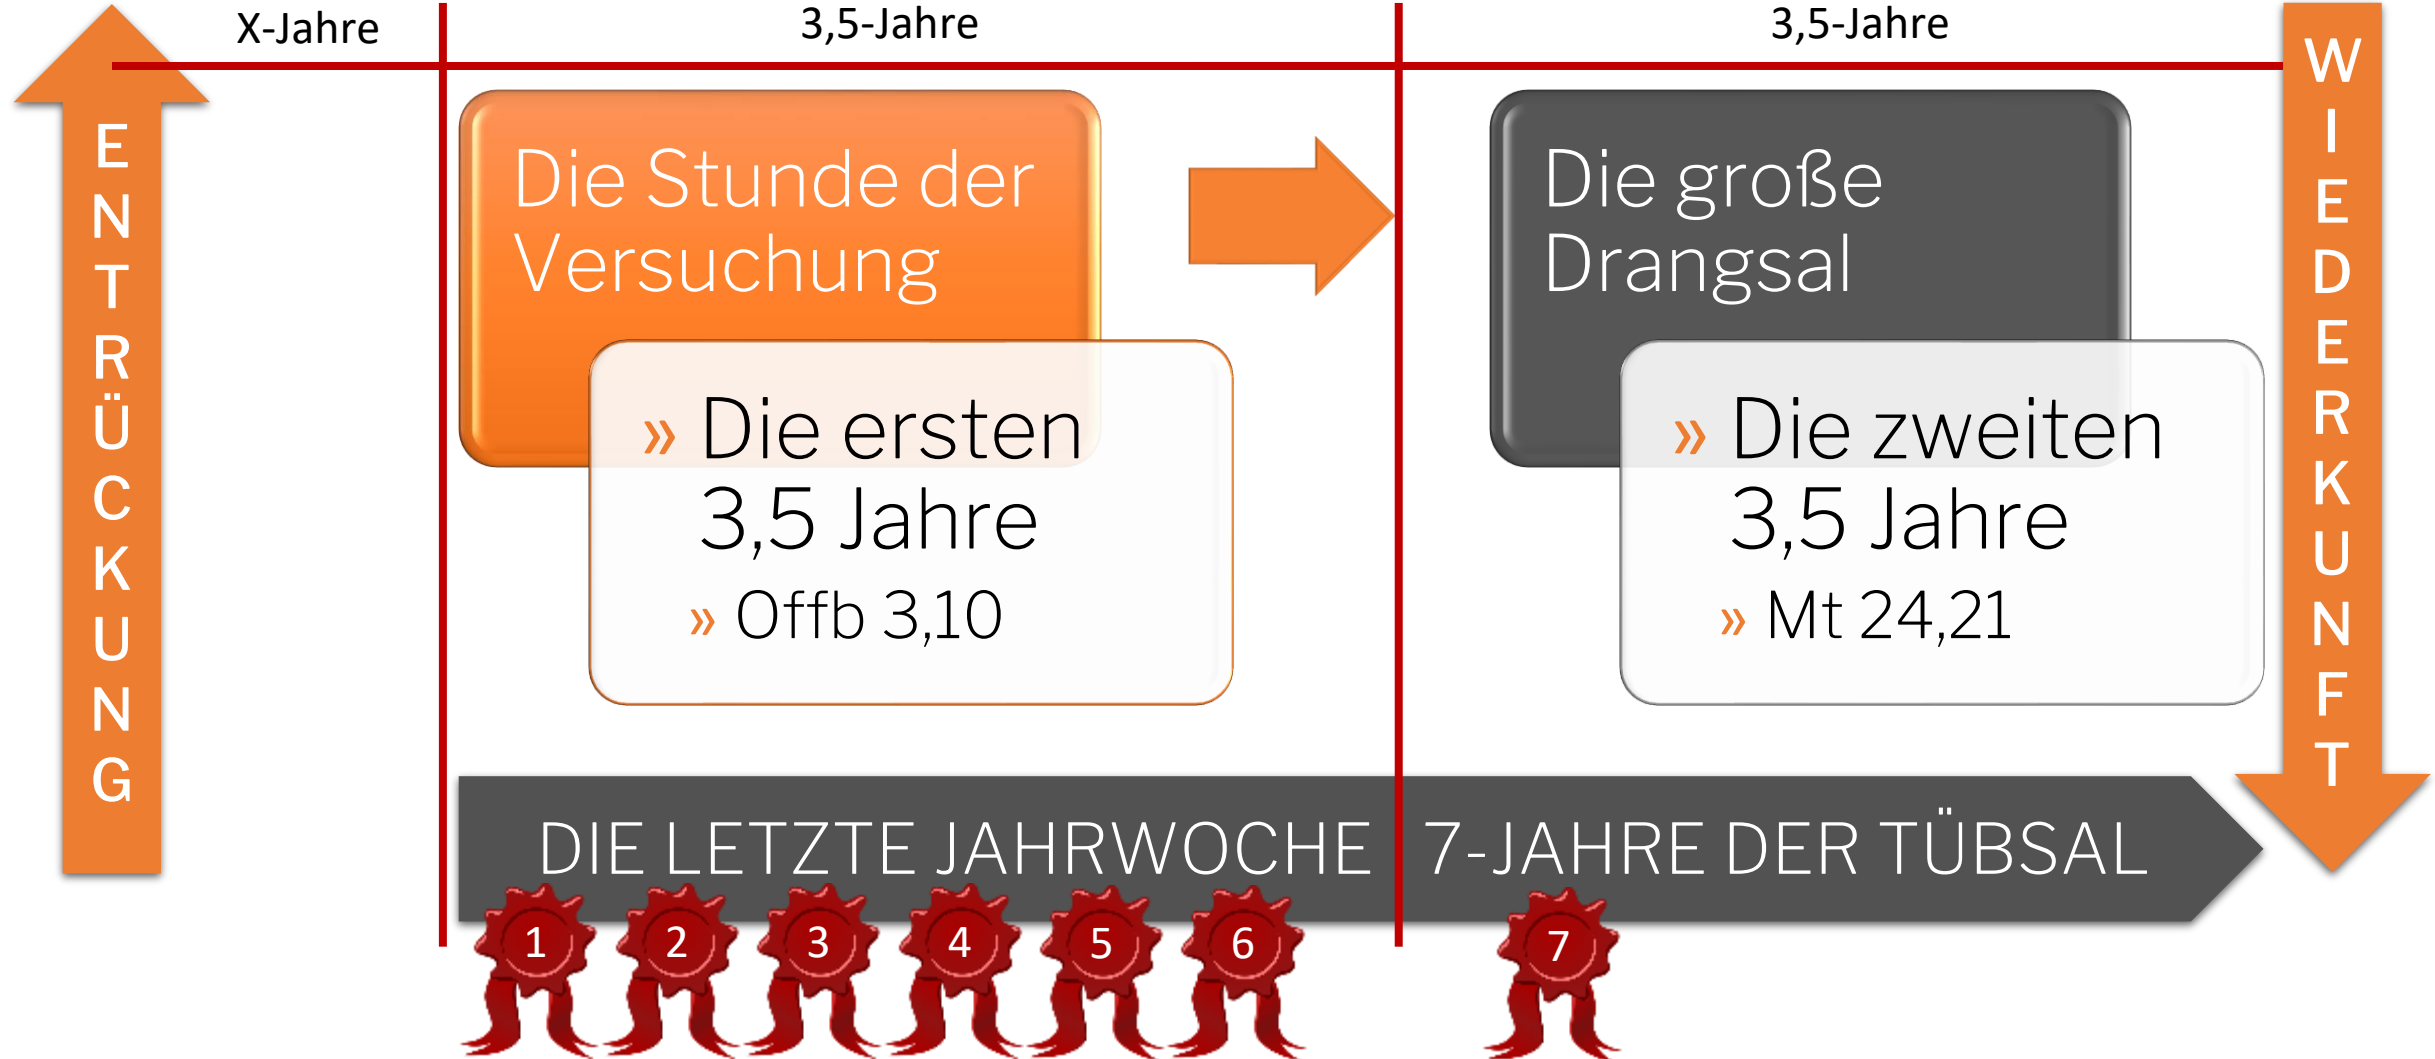 X-Jahre
3,5-Jahre
3,5-Jahre
ENTRÜCKUNG
Die Stunde der
Versuchung
» Die ersten
3,5 Jahre
» Offb 3,10
Die große
Drangsal
» Die zweiten
3,5 Jahre
» Mt 24,21
WIEDERKUNFT
DIE LETZTE JAHRWOCHE 7-JAHRE DER TÜBSAL
1 2 3 4 5 6 7